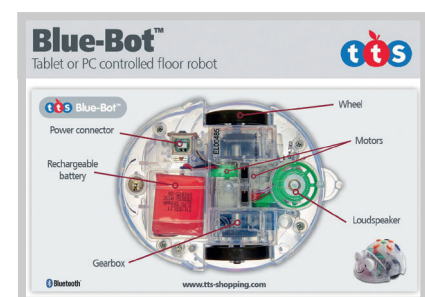 Blue-Bot™
Tablet or PC controlled floor robot
tts
tts Blue-Bot™
Wheel
Power connector
Motors
EL00485
Rechargeable
battery
Loudspeaker
Gearbox
Bluetooth®
www.tts-shopping.com